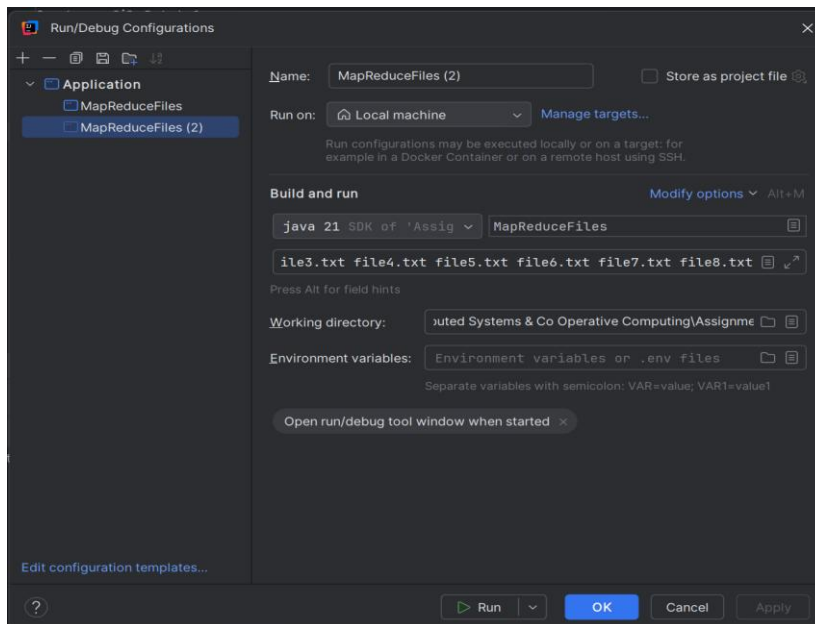 Run/Debug Configurations
Application
MapReduceFiles
MapReduceFiles (2)
Edit configuration templates...
Name: MapReduceFiles (2) Store as project file
Run on: Local machine Manage targets...
Run configurations may be executed locally or on a target: for
example in a Docker Container or on a remote host using SSH.
Build and run Modify options Alt+M
java 21 SDK of 'Assig MapReduceFiles
ile3.txt file4.txt file5.txt file6.txt file7.txt file8.txt
Press Alt for field hints
Working directory: outed Systems & Co Operative Computing\Assignme
Environment variables: Environment variables or .env files
Separate variables with semicolon: VAR=value; VAR1=value1
Open run/debug tool window when started
? Run OK Cancel Apply